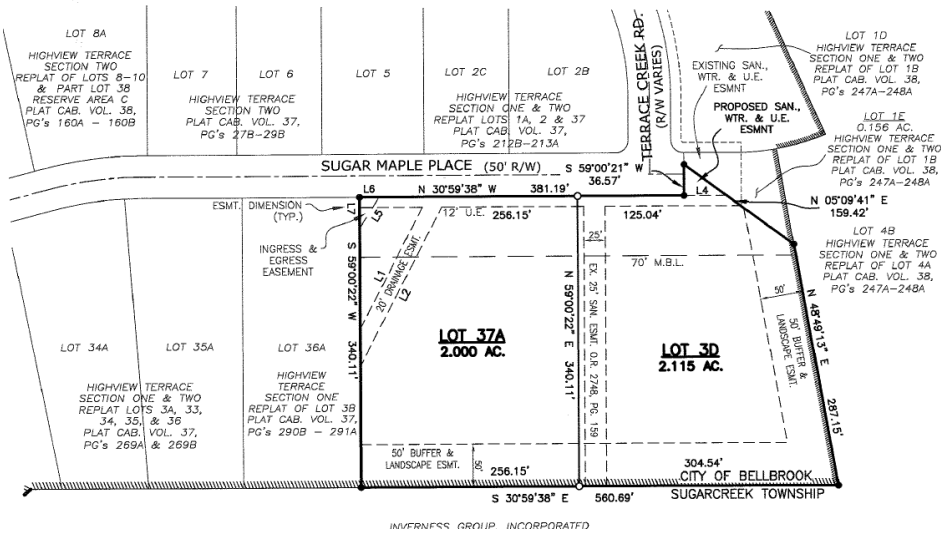 LOT 8A
HIGHVIEW TERRACE
SECTION TWO
REPLAT OF LOTS 8-10
& PART LOT 38
RESERVE AREA C
PLAT CAB. VOL. 38,
PG's 160A - 160B
LOT 7
LOT 6
HIGHVIEW TERRACE
SECTION TWO
PLAT CAB. VOL. 37,
PG's 27B-29B
LOT 5
LOT 2C
LOT 2B
HIGHVIEW TERRACE
SECTION ONE & TWO
REPLAT LOTS 1A, 2 & 37
PLAT CAB. VOL. 37,
PG's 212B-213A
TERRACE CREEK RD.
(R/W VARIES)
EXISTING SAN.,
WTR. & U.E.
ESMNT
PROPOSED SAN.,
WTR. & U.E.
ESMNT
LOT 1D
HIGHVIEW TERRACE
SECTION ONE & TWO
REPLAT OF LOT 1B
PLAT CAB. VOL. 38,
PG's 247A-248A
LOT 1E
0.156 AC.
HIGHVIEW TERRACE
SECTION ONE & TWO
REPLAT OF LOT 1B
PLAT CAB. VOL. 38,
PG's 247A-248A
N 05°09'41" E
159.42'
LOT 4B
HIGHVIEW TERRACE
SECTION ONE & TWO
REPLAT OF LOT 4A
PLAT CAB. VOL. 38,
PG's 247A-248A
SUGAR MAPLE PLACE (50' R/W)
S 59°00'21" W
36.57'
L4
L6
N 30°59'38" W
381.19'
ESMT. DIMENSION
(TYP.)
L7
L5
12' U.E.
256.15'
125.04'
INGRESS &
EGRESS
EASEMENT
S 59°00'22" W 340.11'
L1
20' DRAINAGE ESMT.
L2
25'
70' M.B.L.
N 59°00'22" E 340.11'
EX. 25' SAN. ESMT. O.R. 2748, PG. 159
50'
50' BUFFER &
LANDSCAPE ESMT.
N 48°49'13" E 287.15'
LOT 37A
2.000 AC.
LOT 3D
2.115 AC.
LOT 34A
LOT 35A
LOT 36A
HIGHVIEW TERRACE
SECTION ONE & TWO
REPLAT LOTS 3A, 33,
34, 35, & 36
PLAT CAB. VOL. 37,
PG's 269A & 269B
HIGHVIEW
TERRACE
SECTION ONE
REPLAT OF LOT 3B
PLAT CAB. VOL. 37,
PG's 290B - 291A
50' BUFFER &
LANDSCAPE ESMT.
50'
256.15'
304.54'
CITY OF BELLBROOK
S 30°59'38" E
560.69'
SUGARCREEK TOWNSHIP
INVERNESS GROUP, INCORPORATED